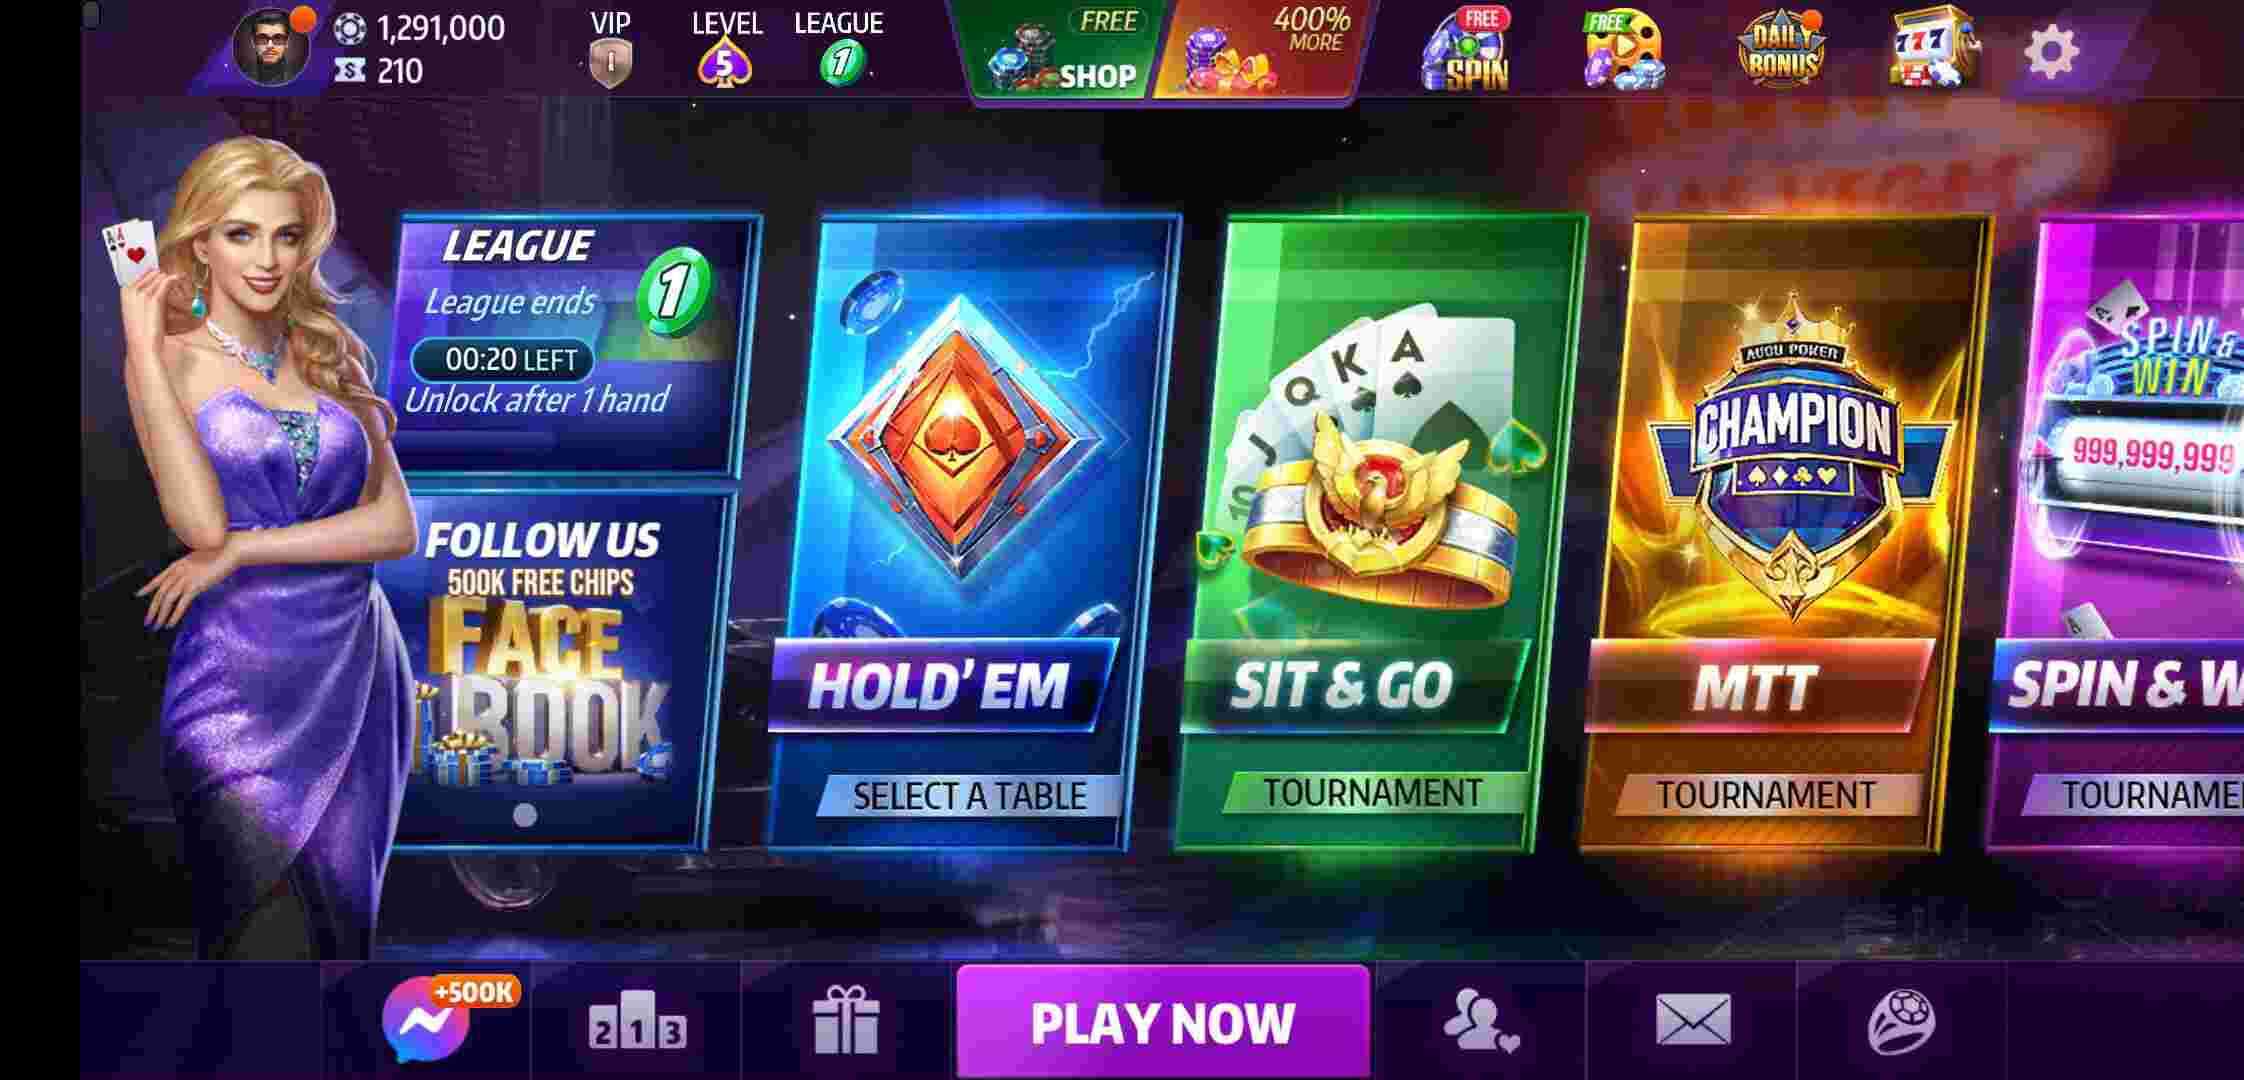 1,291,000
210
VIP
1
LEVEL
5
LEAGUE
1
FREE
SHOP
400%
MORE
FREE
SPIN
FREE
DAILY
BONUS
777
LEAGUE
League ends
1
00:20 LEFT
Unlock after 1 hand
FOLLOW US
500K FREE CHIPS
FACE
BOOK
A A
HOLD' EM
SELECT A TABLE
10 J Q K A
SIT & GO
TOURNAMENT
AUGU POKER
CHAMPION
MTT
TOURNAMENT
A
SPIN &
WIN
999,999,999
A
SPIN & W
TOURNAME
+500K
2 1 3
PLAY NOW